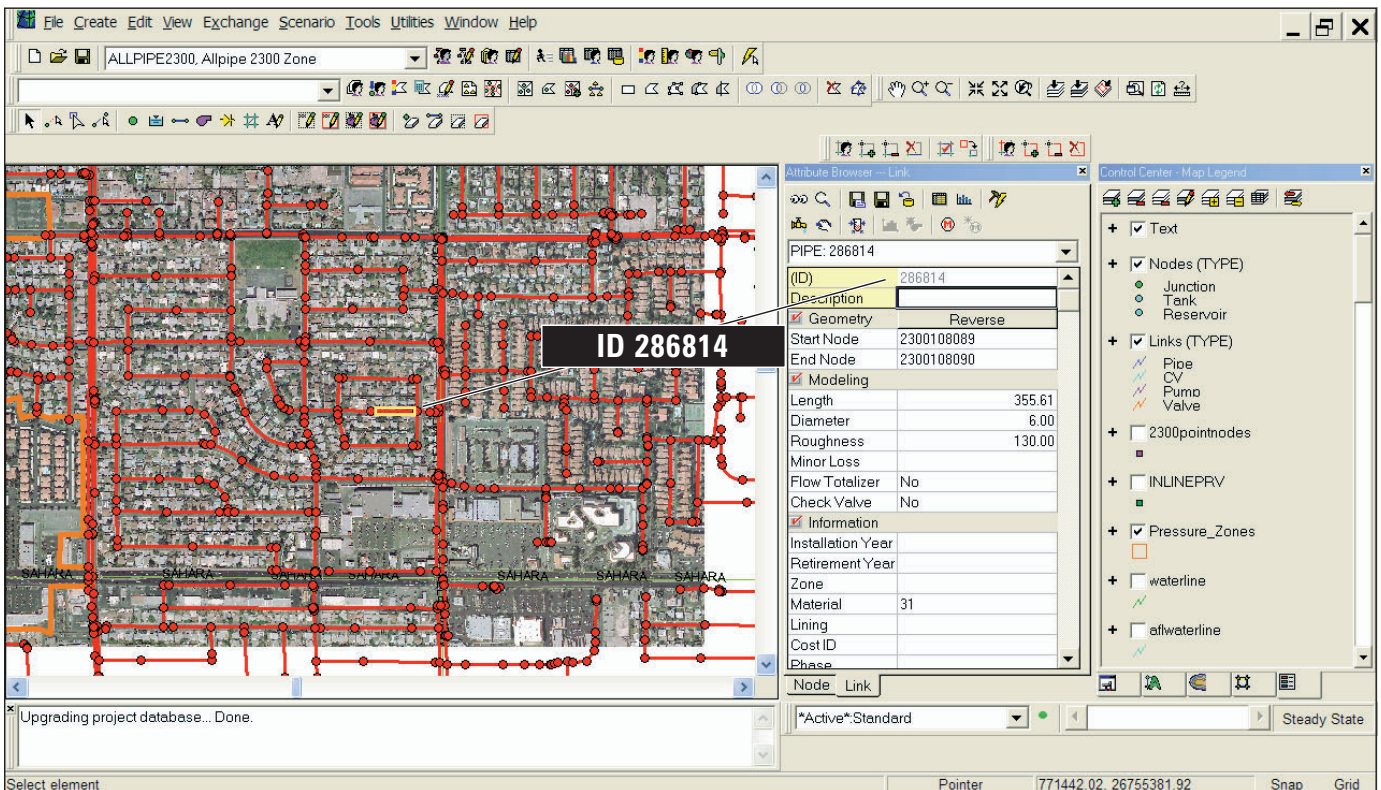 File Create Edit View Exchange Scenario Tools Utilities Window Help
ALLPIPE2300, Allpipe 2300 Zone
Attribute Browser -- Link
Control Center - Map Legend
PIPE: 286814
(ID) 286814
Description
Geometry Reverse
Start Node 2300108089
End Node 2300108090
Modeling
Length 355.61
Diameter 6.00
Roughness 130.00
Minor Loss
Flow Totalizer No
Check Valve No
Information
Installation Year
Retirement Year
Zone
Material 31
Lining
Cost ID
Phase
Node Link
ID 286814
SAHARA SAHARA SAHARA SAHARA SAHARA SAHARA SAHARA
+ Text
+ Nodes (TYPE)
Junction
Tank
Reservoir
+ Links (TYPE)
Pipe
CV
Pump
Valve
+ 2300pointnodes
+ INLINEPRV
+ Pressure_Zones
+ waterline
+ aflwaterline
Upgrading project database... Done.
*Active*:Standard
Steady State
Select element
Pointer
771442.02, 26755381.92
Snap Grid